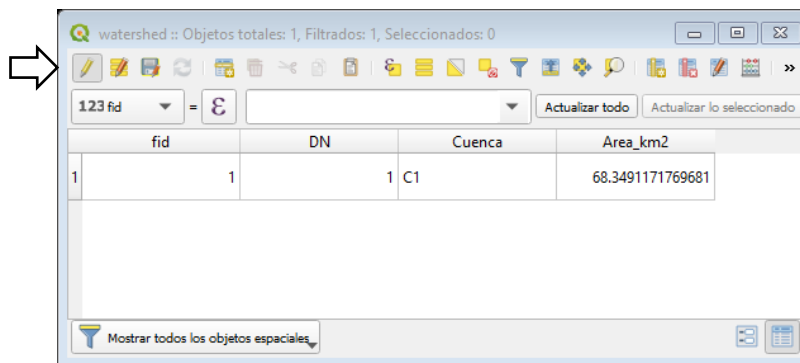 watershed :: Objetos totales: 1, Filtrados: 1, Seleccionados: 0
123 fid = ε Actualizar todo Actualizar lo seleccionado
fid DN Cuenca Area_km2
1 1 1 C1 68.3491171769681
Mostrar todos los objetos espaciales